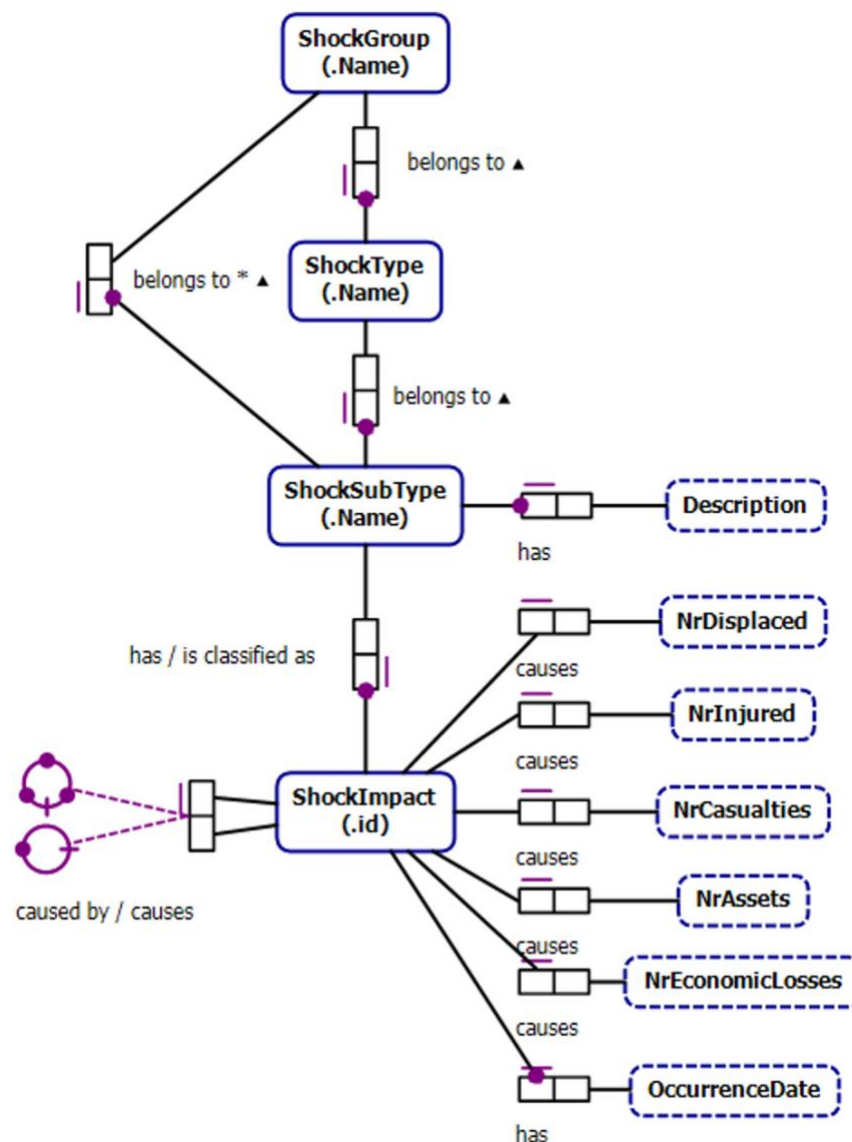 ShockGroup
(.Name)
belongs to ▲
ShockType
(.Name)
belongs to * ▲
belongs to ▲
ShockSubType
(.Name)
Description
has
NrDisplaced
has / is classified as
causes
NrInjured
causes
ShockImpact
(.id)
NrCasualties
causes
NrAssets
caused by / causes
causes
NrEconomicLosses
causes
OccurrenceDate
has